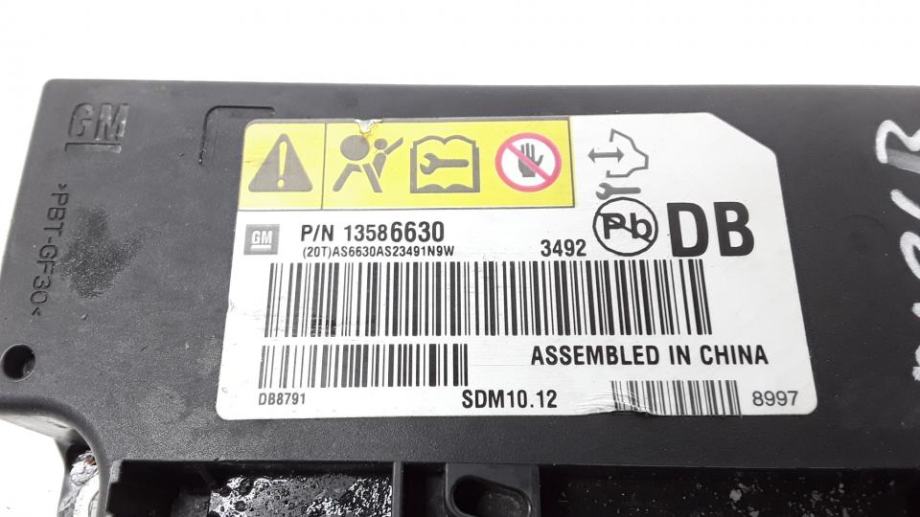 GM
>PBT-GF30<
GM
P/N 13586630
(20T)AS6630AS23491N9W
3492
Pb
DB
ASSEMBLED IN CHINA
DB8791
SDM10.12
8997